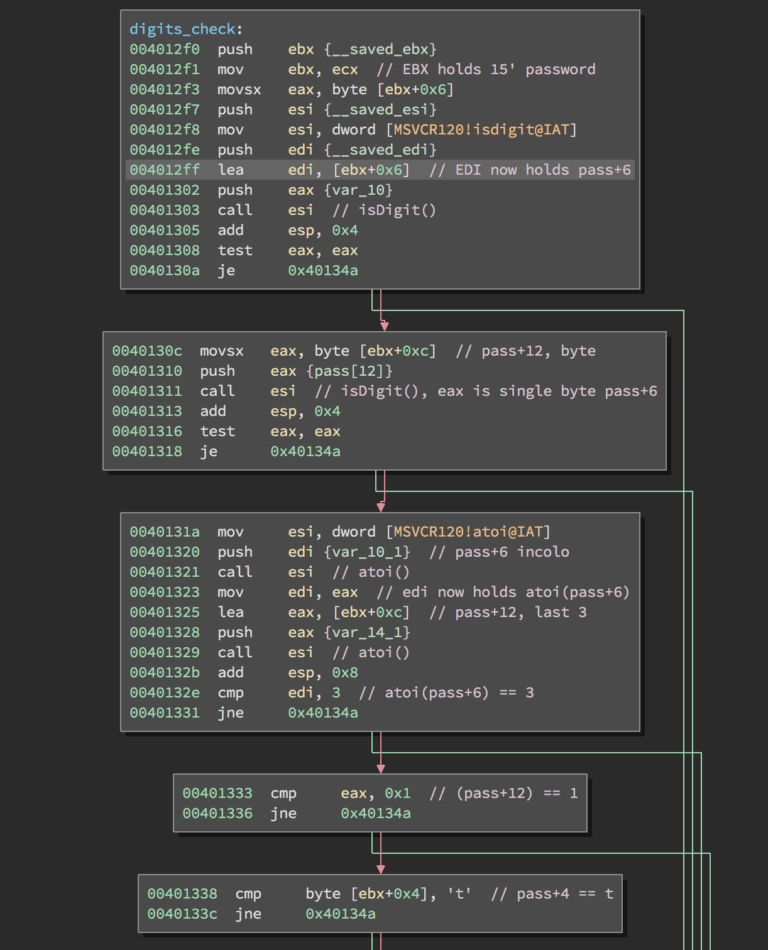 digits_check:
004012f0 push ebx {__saved_ebx}
004012f1 mov ebx, ecx // EBX holds 15' password
004012f3 movsx eax, byte [ebx+0x6]
004012f7 push esi {__saved_esi}
004012f8 mov esi, dword [MSVCR120!isdigit@IAT]
004012fe push edi {__saved_edi}
004012ff lea edi, [ebx+0x6] // EDI now holds pass+6
00401302 push eax {var_10}
00401303 call esi // isDigit()
00401305 add esp, 0x4
00401308 test eax, eax
0040130a je 0x40134a
0040130c movsx eax, byte [ebx+0xc] // pass+12, byte
00401310 push eax {pass[12]}
00401311 call esi // isDigit(), eax is single byte pass+6
00401313 add esp, 0x4
00401316 test eax, eax
00401318 je 0x40134a
0040131a mov esi, dword [MSVCR120!atoi@IAT]
00401320 push edi {var_10_1} // pass+6 incolo
00401321 call esi // atoi()
00401323 mov edi, eax // edi now holds atoi(pass+6)
00401325 lea eax, [ebx+0xc] // pass+12, last 3
00401328 push eax {var_14_1}
00401329 call esi // atoi()
0040132b add esp, 0x8
0040132e cmp edi, 3 // atoi(pass+6) == 3
00401331 jne 0x40134a
00401333 cmp eax, 0x1 // (pass+12) == 1
00401336 jne 0x40134a
00401338 cmp byte [ebx+0x4], 't' // pass+4 == t
0040133c jne 0x40134a